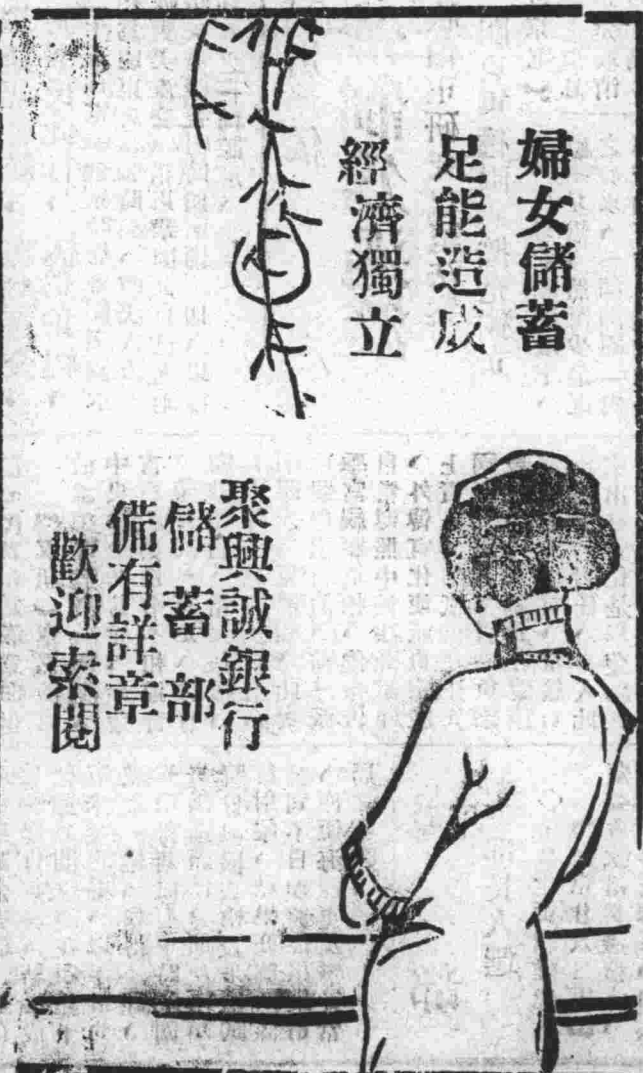 婦女儲蓄
足能造成
經濟獨立
聚興誠銀行
儲蓄部
備有詳章
歡迎索閱